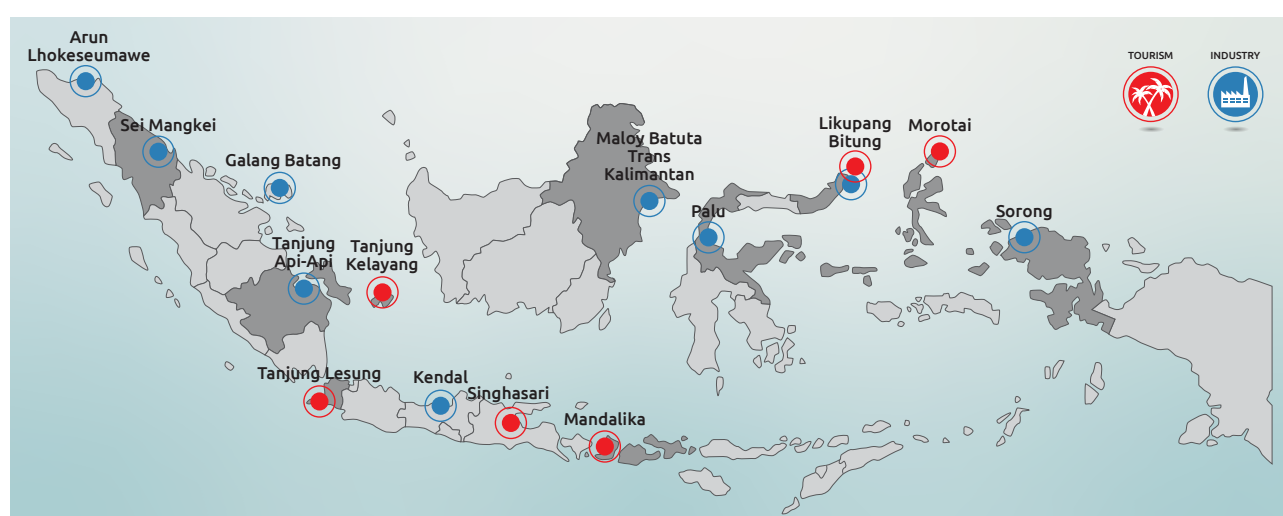 Arun
Lhokeseumawe
TOURISM
INDUSTRY
Sei Mangkei
Galang Batang
Maloy Batuta
Trans
Kalimantan
Likupang
Bitung
Morotai
Palu
Sorong
Tanjung
Api-Api
Tanjung
Kelayang
Tanjung Lesung
Kendal
Singhasari
Mandalika